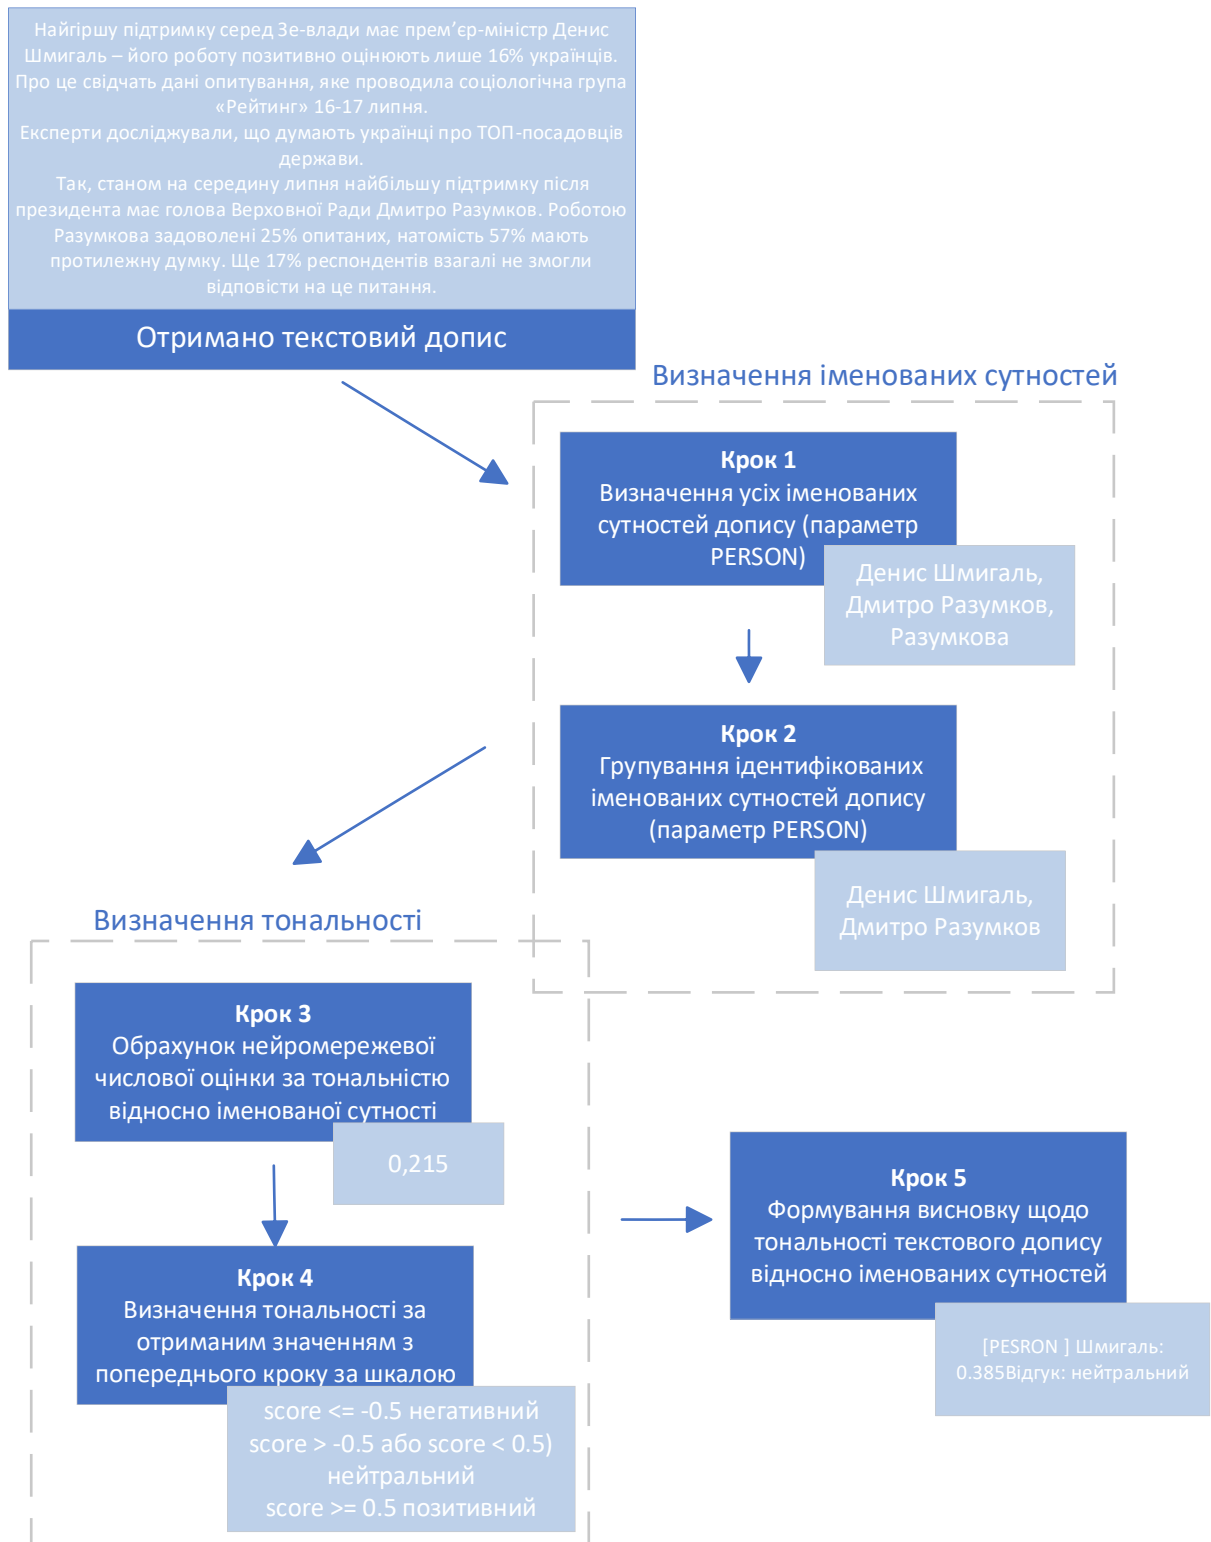 Найгіршу підтримку серед Зе-влади має прем’єр-міністр Денис
Шмигаль – його роботу позитивно оцінюють лише 16% українців.
Про це свідчать дані опитування, яке проводила соціологічна група
«Рейтинг» 16-17 липня.
Експерти досліджували, що думають українці про ТОП-посадовців
держави.
Так, станом на середину липня найбільшу підтримку після
президента має голова Верховної Ради Дмитро Разумков. Роботою
Разумкова задоволені 25% опитаних, натомість 57% мають
протилежну думку. Ще 17% респондентів взагалі не змогли
відповісти на це питання.
Отримано текстовий допис
Визначення іменованих сутностей
Крок 1
Визначення усіх іменованих
сутностей допису (параметр
PERSON)
Денис Шмигаль,
Дмитро Разумков,
Разумкова
Крок 2
Групування ідентифікованих
іменованих сутностей допису
(параметр PERSON)
Денис Шмигаль,
Дмитро Разумков
Визначення тональності
Крок 3
Обрахунок нейромережевої
числової оцінки за тональністю
відносно іменованої сутності
0,215
Крок 4
Визначення тональності за
отриманим значенням з
попереднього кроку за шкалою
score <= -0.5 негативний
score > -0.5 або score < 0.5)
нейтральний
score >= 0.5 позитивний
Крок 5
Формування висновку щодо
тональності текстового допису
відносно іменованих сутностей
[PESRON ] Шмигаль:
0.385Відгук: нейтральний